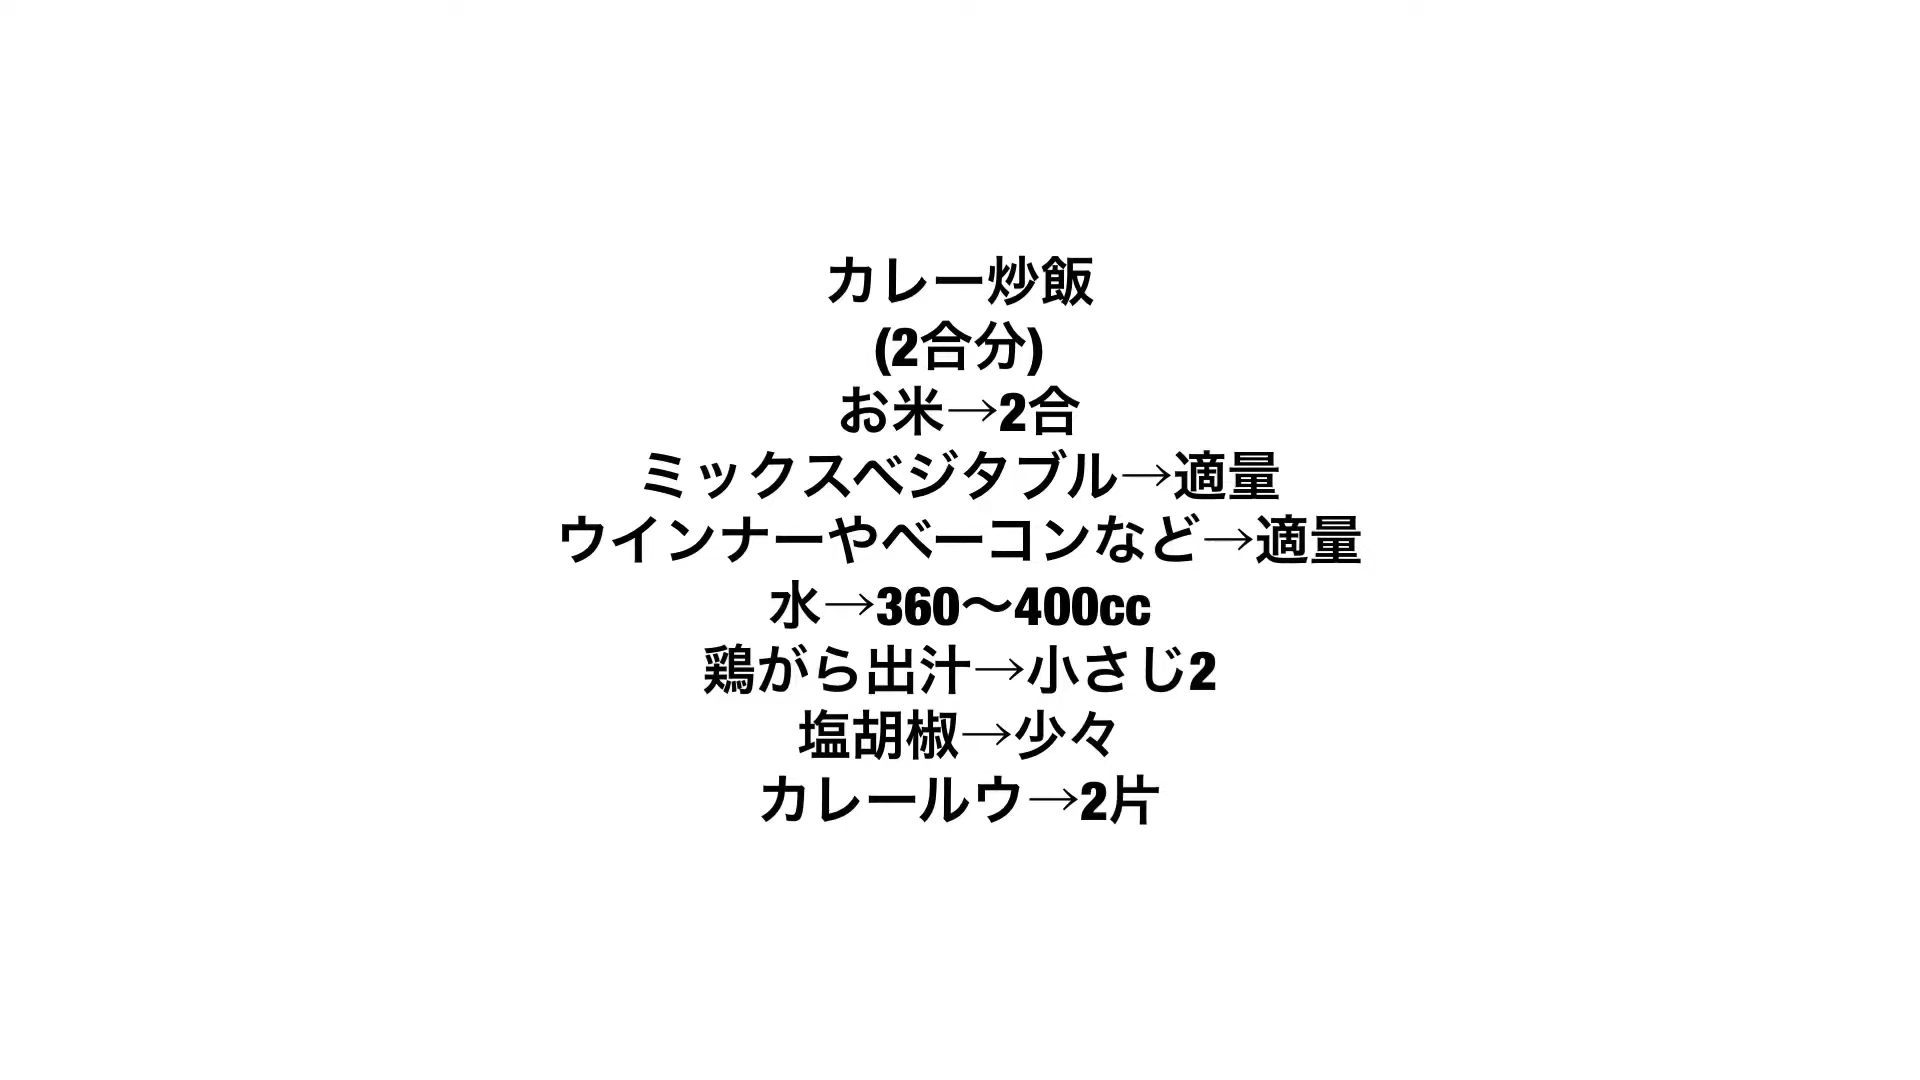 カレー炒飯
(2合分)
お米→2合
ミックスベジタブル→適量
ウインナーやベーコンなど→適量
水→360〜400cc
鶏がら出汁→小さじ2
塩胡椒→少々
カレールウ→2片